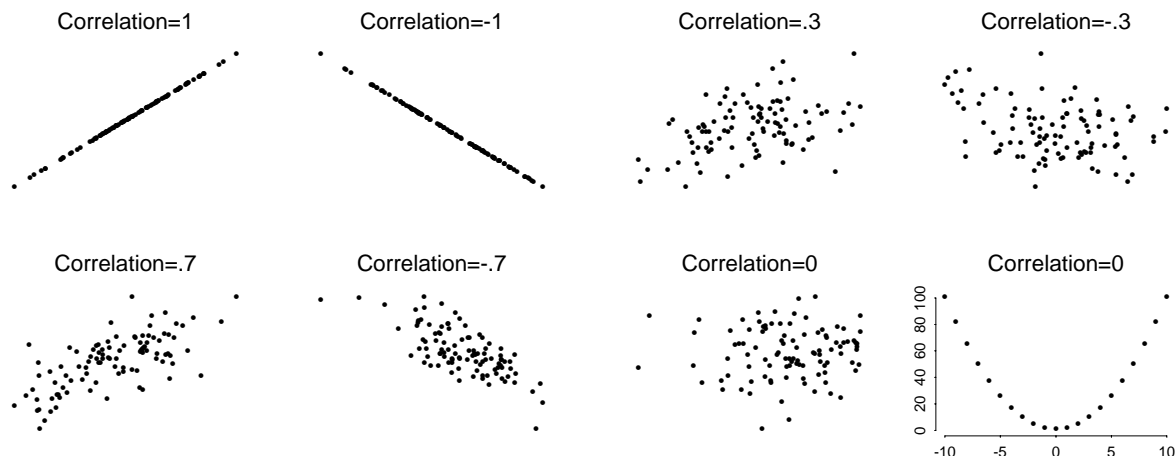 Correlation=1
Correlation=-1
Correlation=.3
Correlation=-.3
Correlation=.7
Correlation=-.7
Correlation=0
Correlation=0
100
80
60
40
20
0
-10 -5 0 5 10